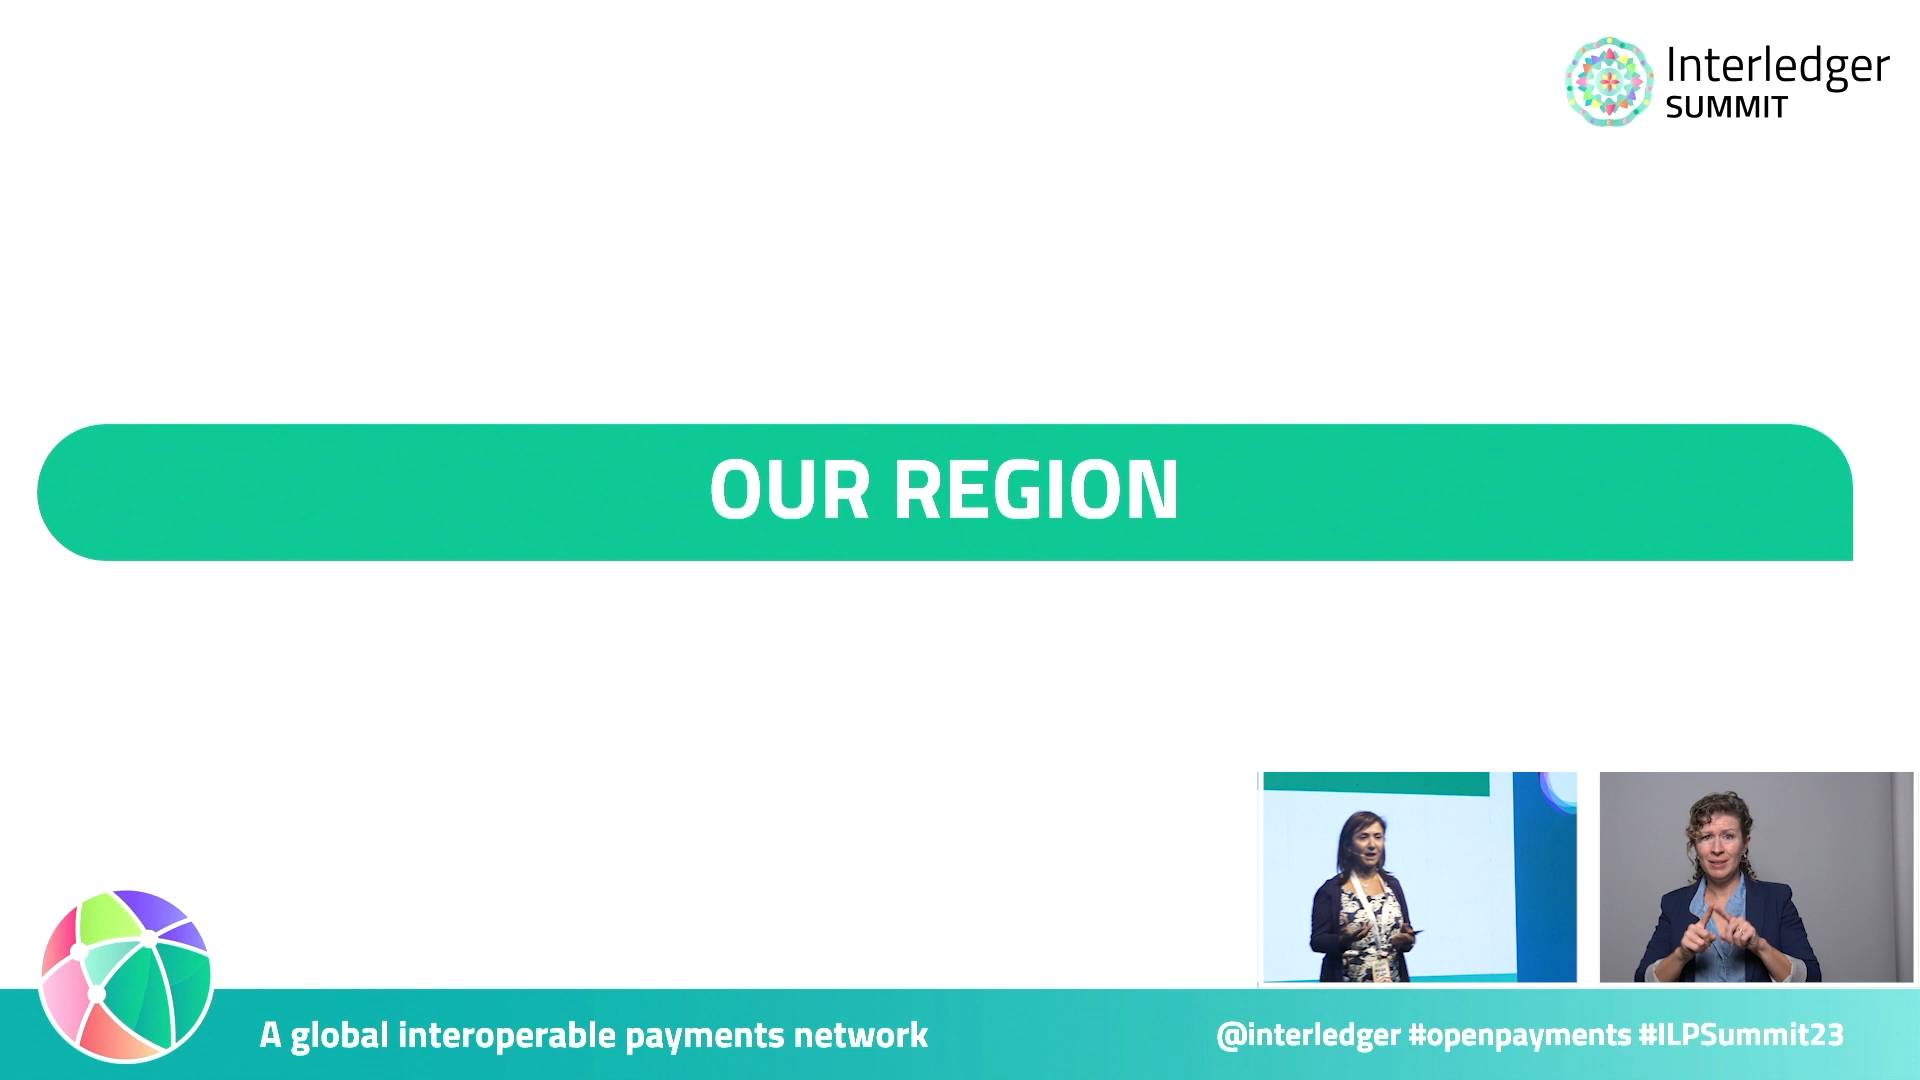 Interledger
SUMMIT
OUR REGION
A global interoperable payments network
@interledger #openpayments #ILPSummit23